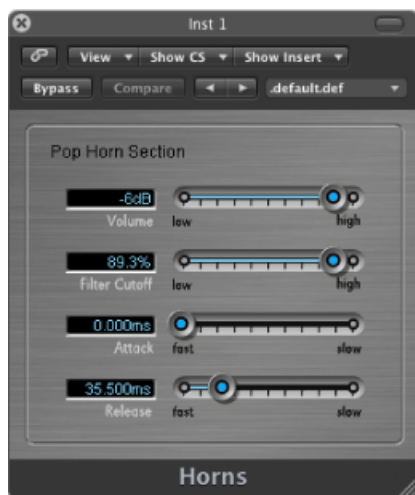 Inst 1
View Show CS Show Insert
Bypass Compare .default.def
Pop Horn Section
-6dB
Volume low high
89.3%
Filter Cutoff low high
0.000ms
Attack fast slow
35.500ms
Release fast slow
Horns